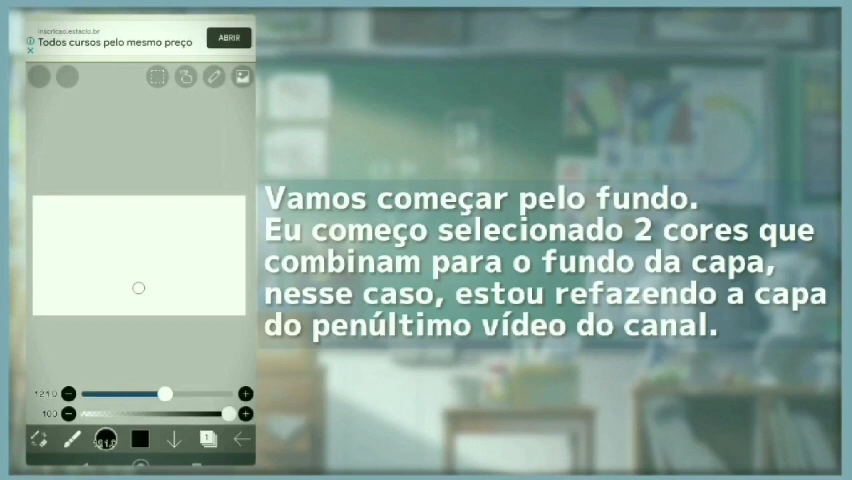 inscricao.estacio.br
Todos cursos pelo mesmo preço
ABRIR
Vamos começar pelo fundo.
Eu começo selecionado 2 cores que
combinam para o fundo da capa,
nesse caso, estou refazendo a capa
do penúltimo vídeo do canal.
100
1